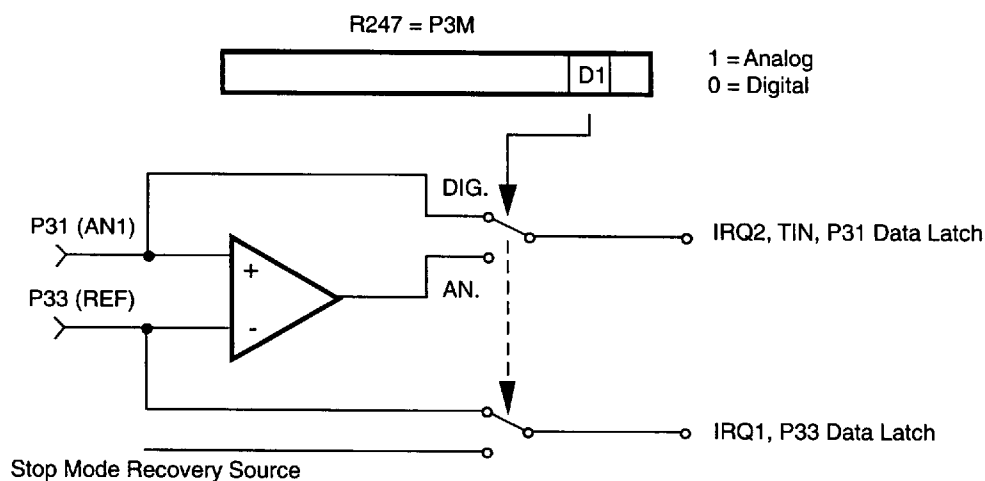 R247 = P3M
D1
1 = Analog
0 = Digital
DIG.
P31 (AN1)
IRQ2, TIN, P31 Data Latch
+
AN.
P33 (REF)
-
IRQ1, P33 Data Latch
Stop Mode Recovery Source